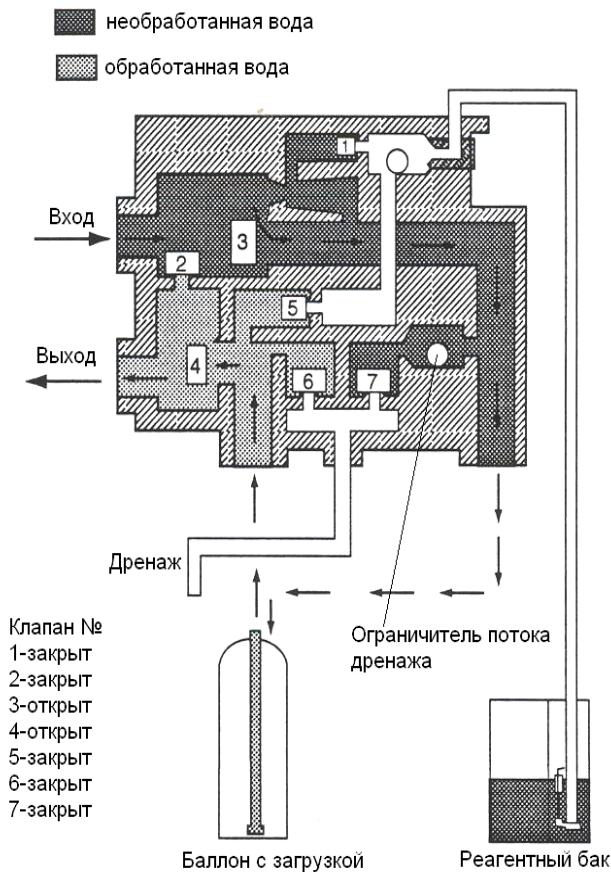 необработанная вода
обработанная вода
1
Вход
3
2
5
Выход
4
6
7
Дренаж
Ограничитель потока
дренажа
Клапан №
1-закрыт
2-закрыт
3-открыт
4-открыт
5-закрыт
6-закрыт
7-закрыт
Баллон с загрузкой
Реагентный бак